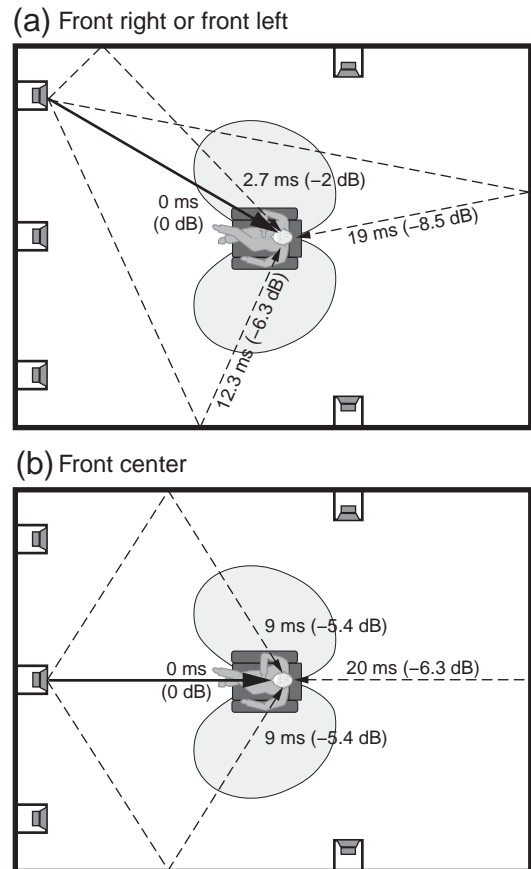 (a) Front right or front left
2.7 ms (−2 dB)
0 ms
(0 dB)
19 ms (−8.5 dB)
12.3 ms (−6.3 dB)
(b) Front center
9 ms (−5.4 dB)
0 ms
(0 dB)
20 ms (−6.3 dB)
9 ms (−5.4 dB)